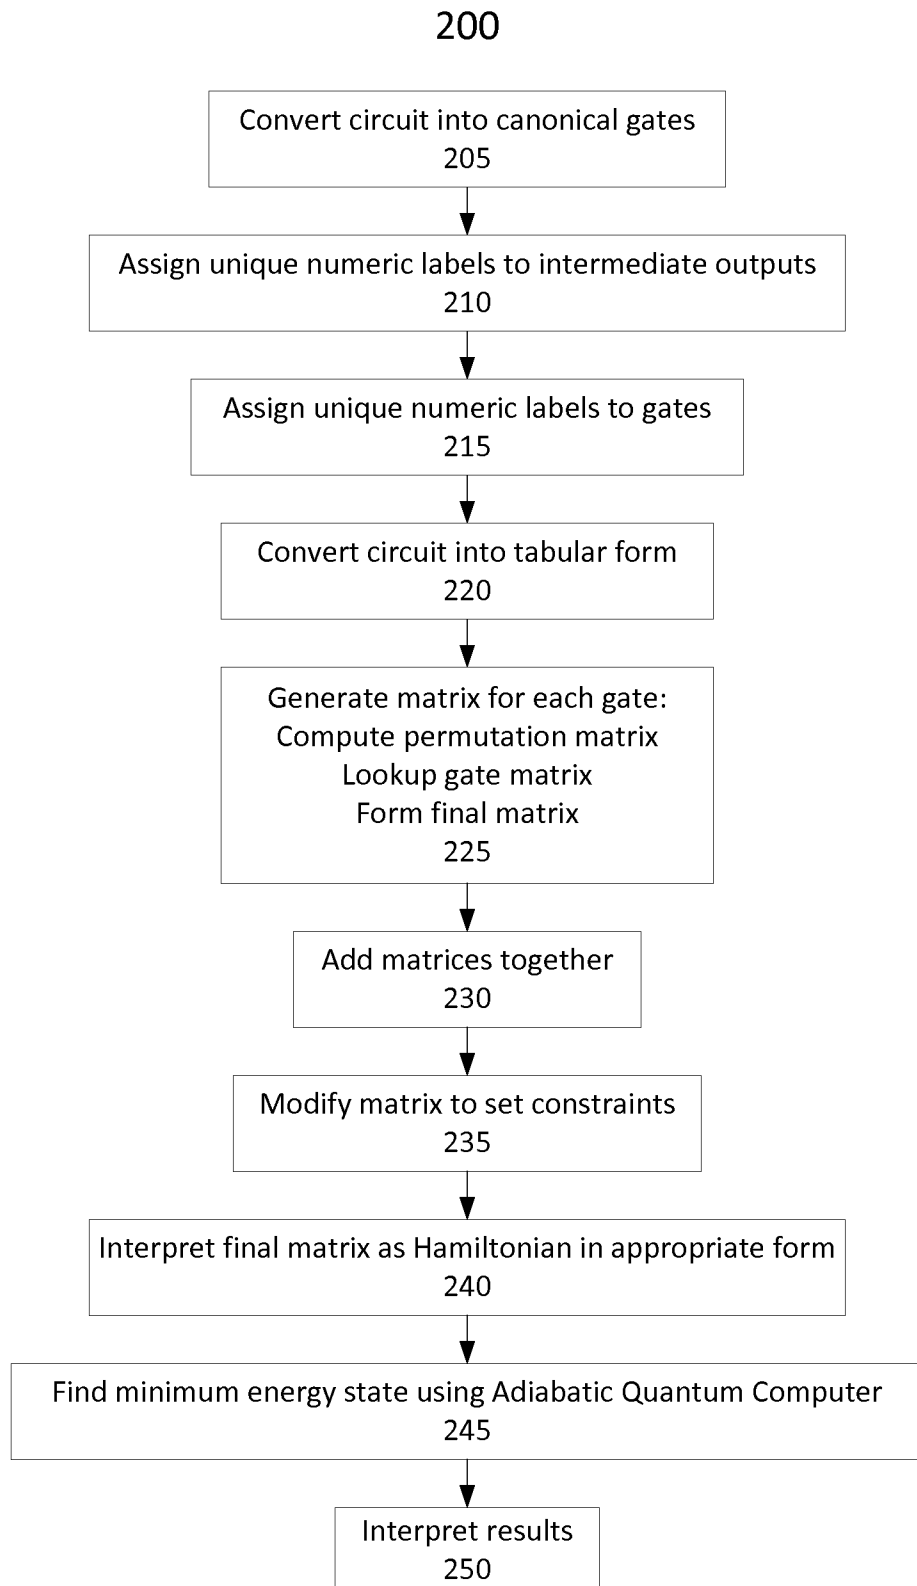 200
Convert circuit into canonical gates
205
Assign unique numeric labels to intermediate outputs
210
Assign unique numeric labels to gates
215
Convert circuit into tabular form
220
Generate matrix for each gate:
Compute permutation matrix
Lookup gate matrix
Form final matrix
225
Add matrices together
230
Modify matrix to set constraints
235
Interpret final matrix as Hamiltonian in appropriate form
240
Find minimum energy state using Adiabatic Quantum Computer
245
Interpret results
250